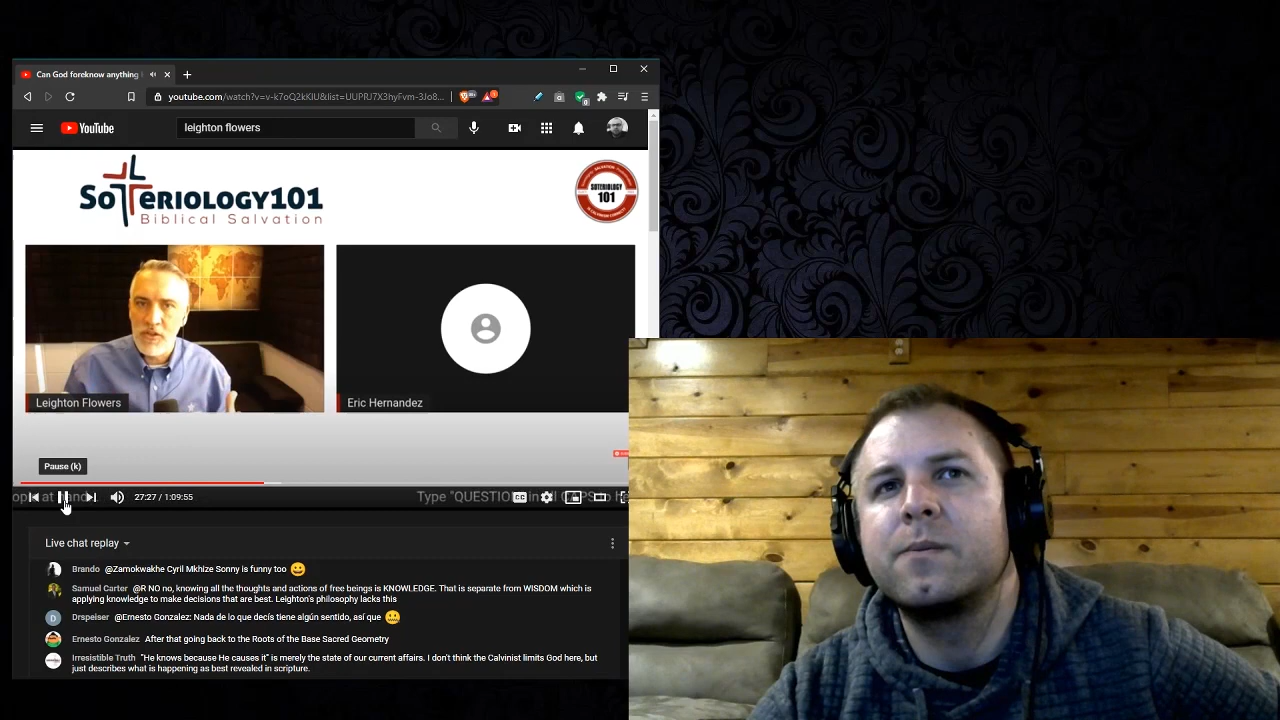 Can God foreknow anything
youtube.com/watch?v=v-k7oQ2kKlU&list=UUPRJ7X3hyFvm-3Jo8...
YouTube
leighton flowers
SOTERIOLOGY101
Biblical Salvation
SOTERIOLOGY
101
Leighton Flowers
Eric Hernandez
Pause (k)
27:27 / 1:09:55
Type "QUESTION
CC
Live chat replay
Brando @Zamokwakhe Cyril Mkhize Sonny is funny too 😀
Samuel Carter @R NO no, knowing all the thoughts and actions of free beings is KNOWLEDGE. That is separate from WISDOM which is
applying knowledge to make decisions that are best. Leighton's philosophy lacks this
D Drspeiser @Ernesto Gonzalez: Nada de lo que decís tiene algún sentido, así que 🤐
Ernesto Gonzalez After that going back to the Roots of the Base Sacred Geometry
Irresistible Truth "He knows because He causes it" is merely the state of our current affairs. I don't think the Calvinist limits God here, but
just describes what is happening as best revealed in scripture.